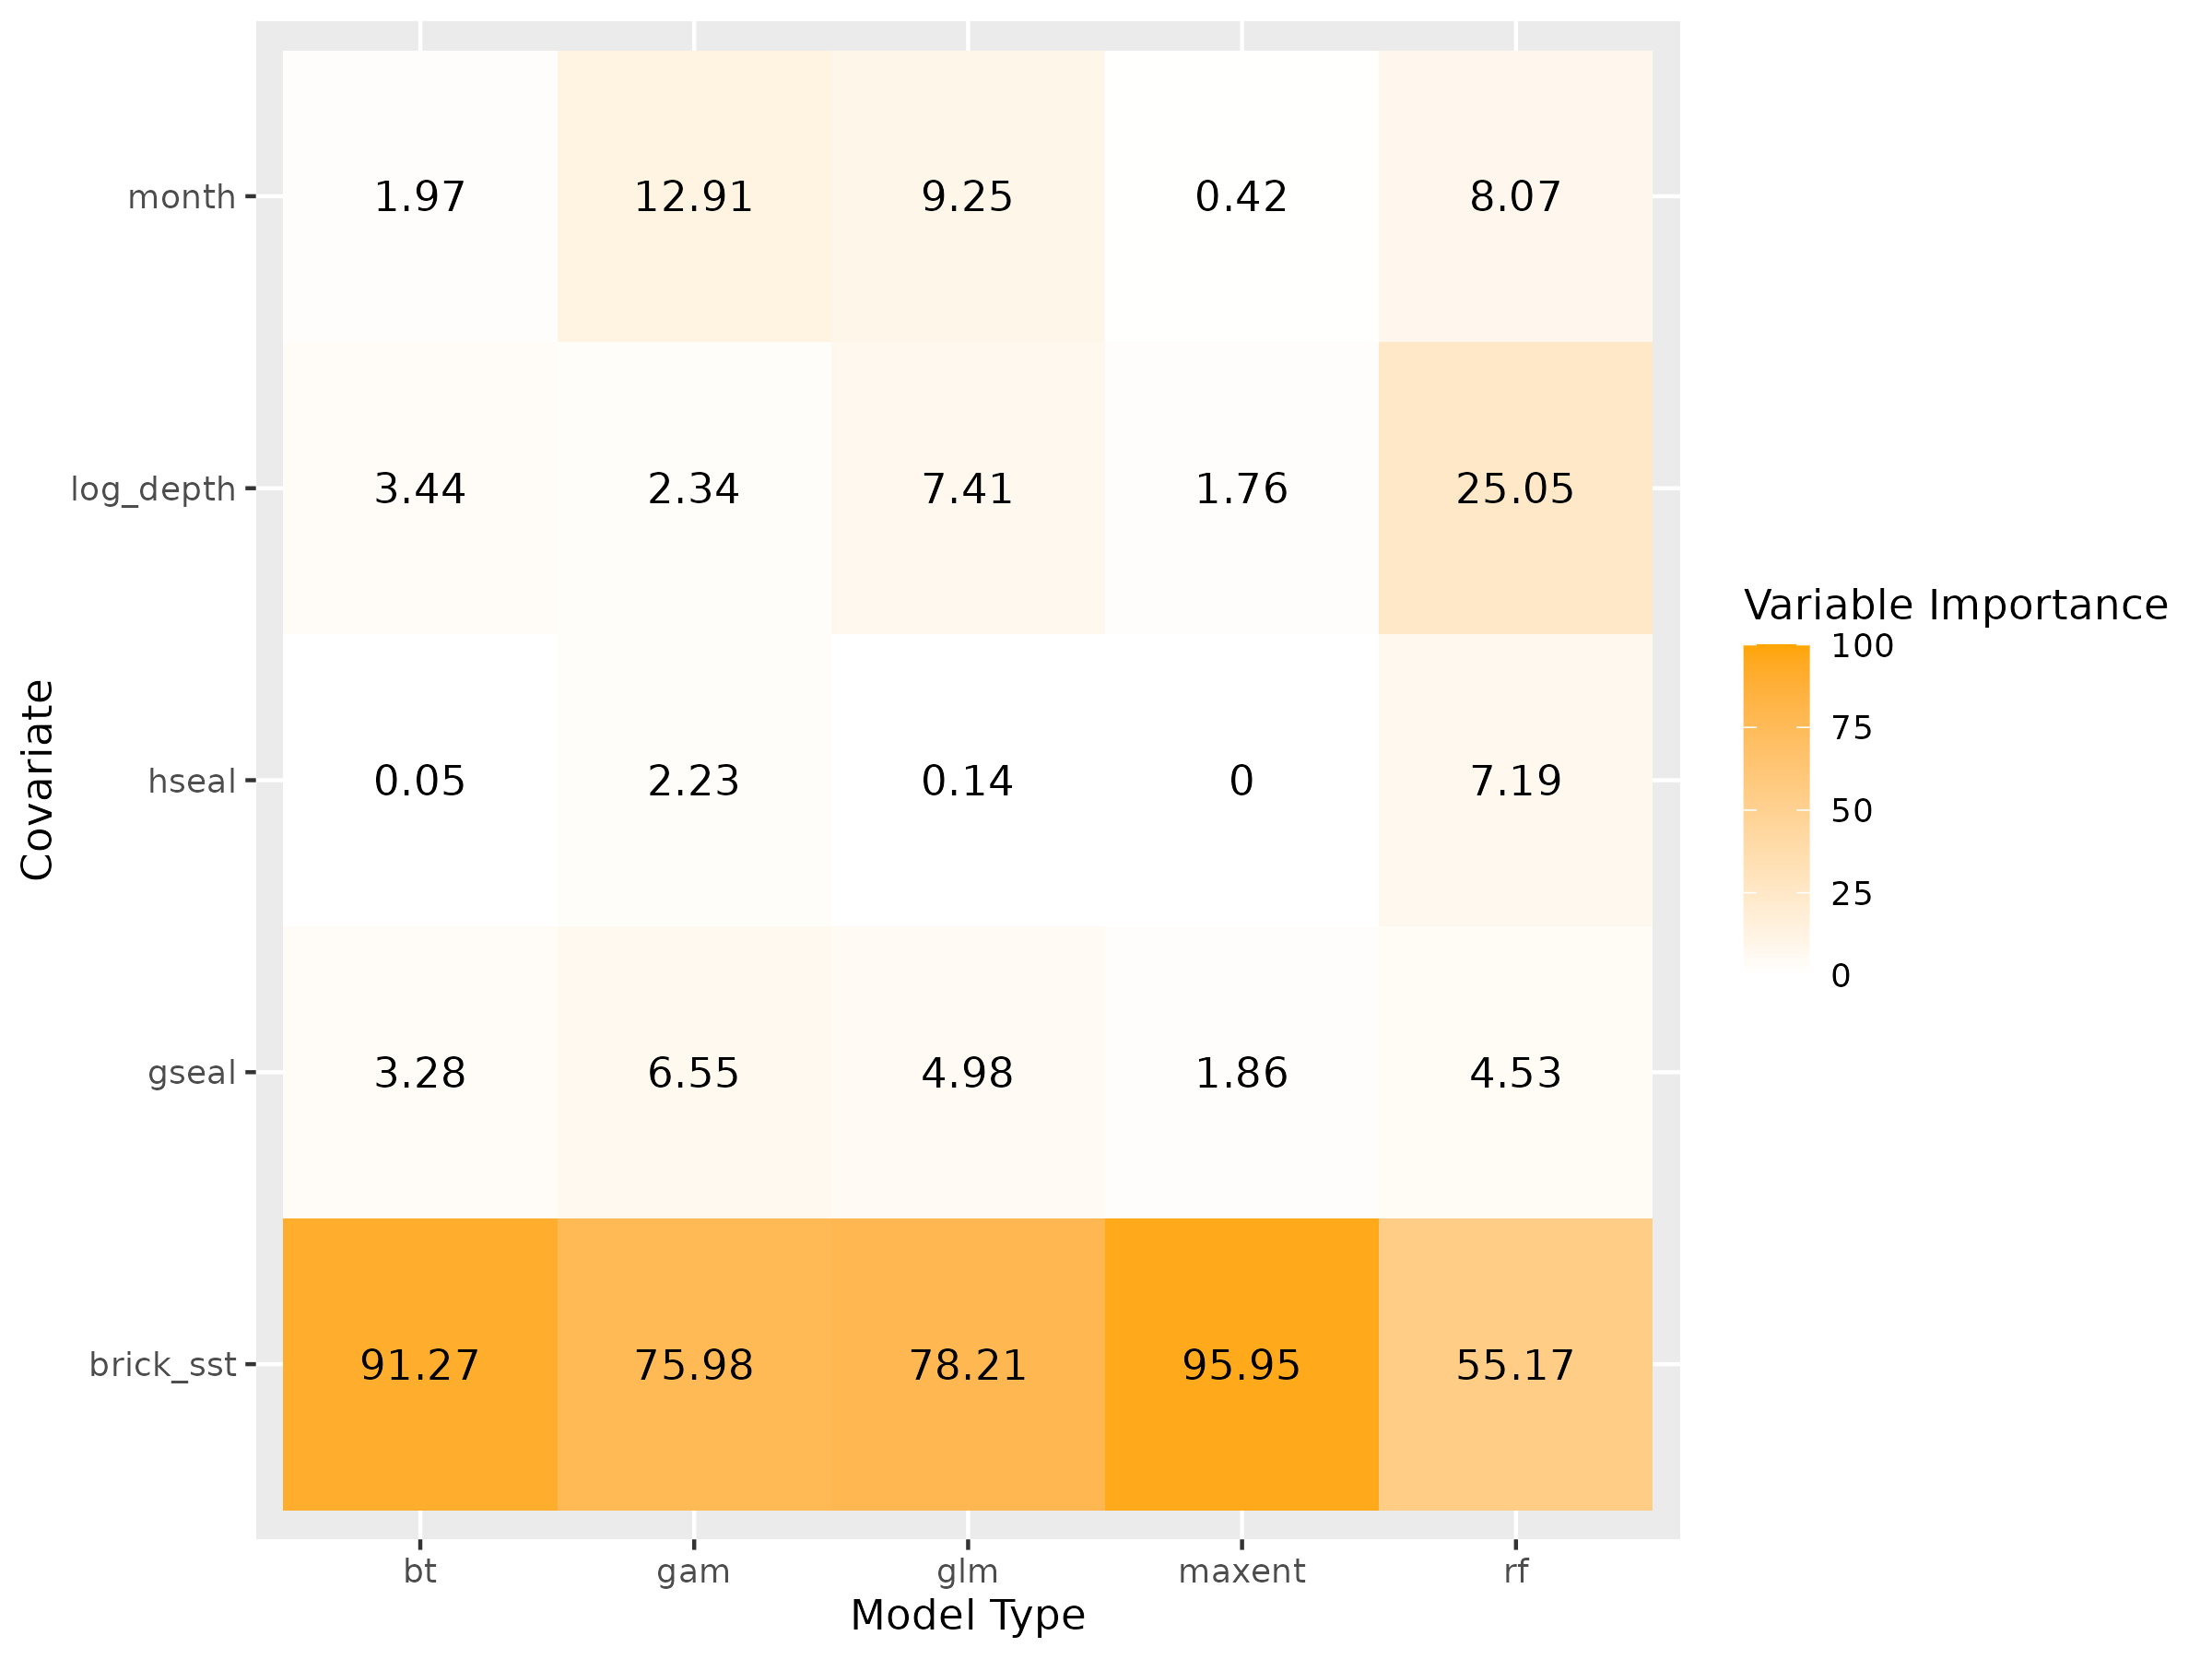 month 1.97 12.91 9.25 0.42 8.07
log_depth 3.44 2.34 7.41 1.76 25.05
hseal 0.05 2.23 0.14 0 7.19
gseal 3.28 6.55 4.98 1.86 4.53
brick_sst 91.27 75.98 78.21 95.95 55.17
bt gam glm maxent rf
Model Type
Covariate
Variable Importance
100
75
50
25
0